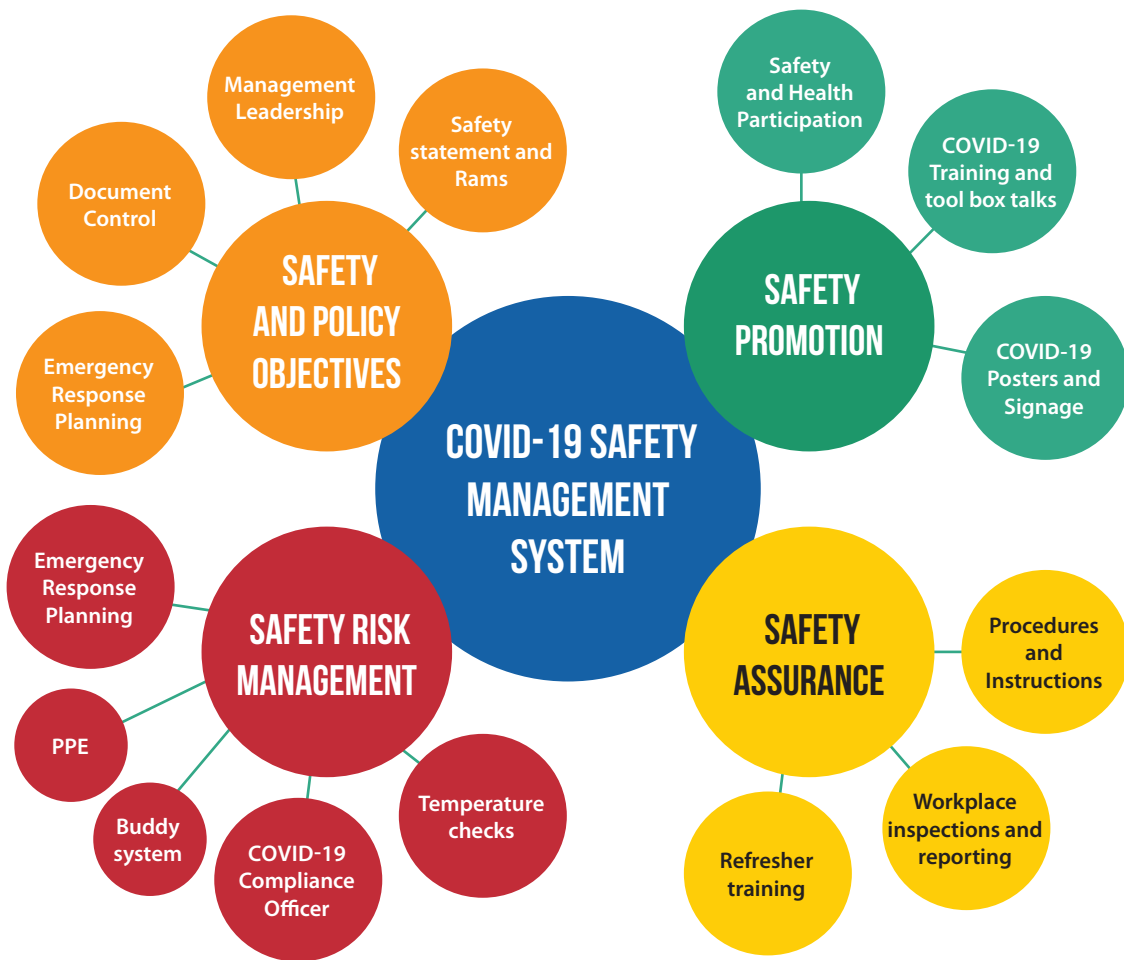 Management
Leadership
Safety
statement and
Rams
Document
Control
Emergency
Response
Planning
SAFETY
AND POLICY
OBJECTIVES
Safety
and Health
Participation
COVID-19
Training and
tool box talks
COVID-19
Posters and
Signage
SAFETY
PROMOTION
COVID-19 SAFETY
MANAGEMENT
SYSTEM
Emergency
Response
Planning
PPE
Buddy
system
COVID-19
Compliance
Officer
Temperature
checks
SAFETY RISK
MANAGEMENT
SAFETY
ASSURANCE
Procedures
and
Instructions
Workplace
inspections and
reporting
Refresher
training